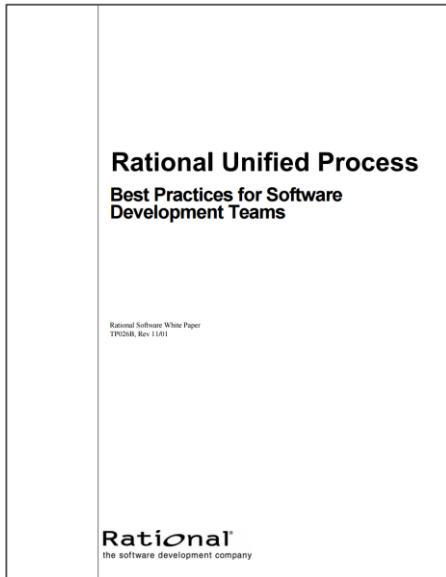 Rational Unified Process
Best Practices for Software
Development Teams
Rational Software White Paper
TP026B, Rev 11/01
Rational®
the software development company